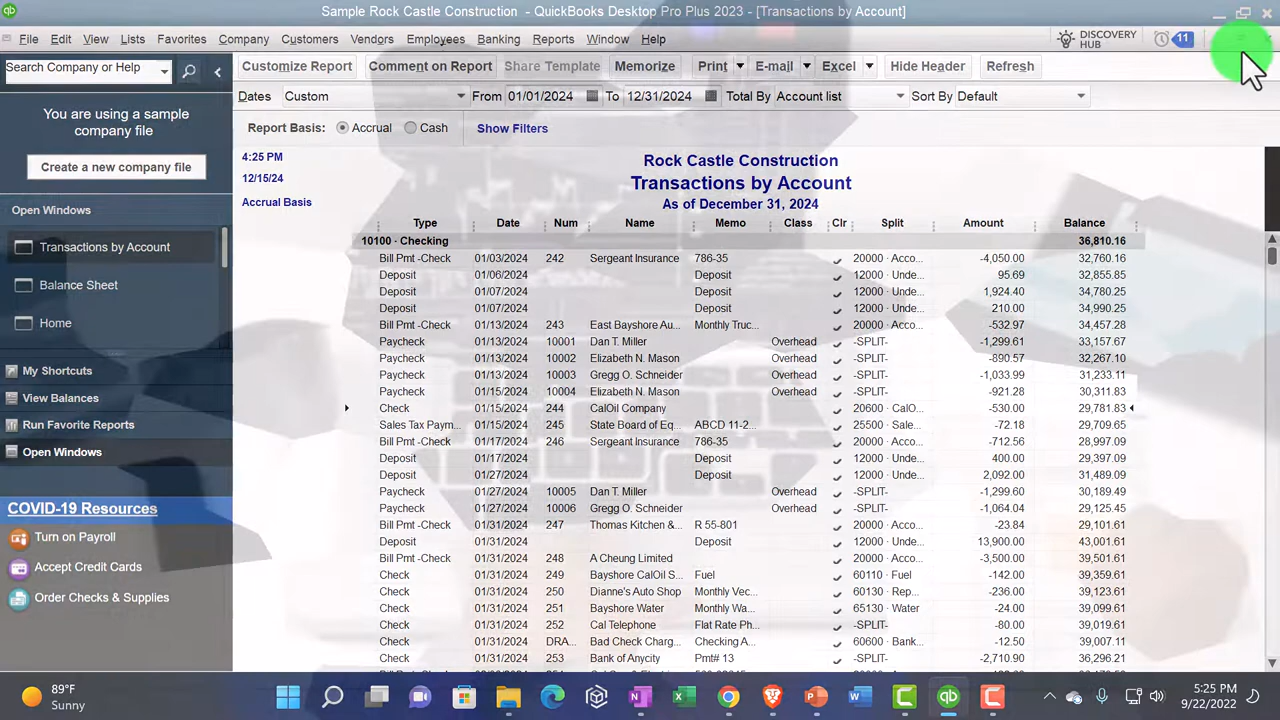 Sample Rock Castle Construction - QuickBooks Desktop Pro Plus 2023 - [Transactions by Account]
File Edit View Lists Favorites Company Customers Vendors Employees Banking Reports Window Help
DISCOVERY HUB 11
Search Company or Help
Customize Report Comment on Report Share Template Memorize Print E-mail Excel Hide Header Refresh
Dates Custom From 01/01/2024 To 12/31/2024 Total By Account list Sort By Default
You are using a sample company file
Create a new company file
Report Basis: Accrual Cash Show Filters
Open Windows
Transactions by Account
Balance Sheet
Home
My Shortcuts
View Balances
Run Favorite Reports
Open Windows
COVID-19 Resources
Turn on Payroll
Accept Credit Cards
Order Checks & Supplies
4:25 PM
12/15/24
Accrual Basis
Rock Castle Construction
Transactions by Account
As of December 31, 2024
Type Date Num Name Memo Class Clr Split Amount Balance
10100 · Checking 36,810.16
Bill Pmt -Check 01/03/2024 242 Sergeant Insurance 786-35 20000 · Acco... -4,050.00 32,760.16
Deposit 01/06/2024 Deposit 12000 · Unde... 95.69 32,855.85
Deposit 01/07/2024 Deposit 12000 · Unde... 1,924.40 34,780.25
Deposit 01/07/2024 Deposit 12000 · Unde... 210.00 34,990.25
Bill Pmt -Check 01/13/2024 243 East Bayshore Au... Monthly Truc... 20000 · Acco... -532.97 34,457.28
Paycheck 01/13/2024 10001 Dan T. Miller Overhead -SPLIT- -1,299.61 33,157.67
Paycheck 01/13/2024 10002 Elizabeth N. Mason Overhead -SPLIT- -890.57 32,267.10
Paycheck 01/13/2024 10003 Gregg O. Schneider Overhead -SPLIT- -1,033.99 31,233.11
Paycheck 01/15/2024 10004 Elizabeth N. Mason Overhead -SPLIT- -921.28 30,311.83
Check 01/15/2024 244 CalOil Company 20600 · CalO... -530.00 29,781.83
Sales Tax Paym... 01/15/2024 245 State Board of Eq... ABCD 11-2... 25500 · Sale... -72.18 29,709.65
Bill Pmt -Check 01/17/2024 246 Sergeant Insurance 786-35 20000 · Acco... -712.56 28,997.09
Deposit 01/17/2024 Deposit 12000 · Unde... 400.00 29,397.09
Deposit 01/27/2024 Deposit 12000 · Unde... 2,092.00 31,489.09
Paycheck 01/27/2024 10005 Dan T. Miller Overhead -SPLIT- -1,299.60 30,189.49
Paycheck 01/27/2024 10006 Gregg O. Schneider Overhead -SPLIT- -1,064.04 29,125.45
Bill Pmt -Check 01/31/2024 247 Thomas Kitchen &... R 55-801 20000 · Acco... -23.84 29,101.61
Deposit 01/31/2024 Deposit 12000 · Unde... 13,900.00 43,001.61
Bill Pmt -Check 01/31/2024 248 A Cheung Limited 20000 · Acco... -3,500.00 39,501.61
Check 01/31/2024 249 Bayshore CalOil S... Fuel 60110 · Fuel -142.00 39,359.61
Check 01/31/2024 250 Dianne's Auto Shop Monthly Vec... 60130 · Rep... -236.00 39,123.61
Check 01/31/2024 251 Bayshore Water Monthly Wa... 65130 · Water -24.00 39,099.61
Check 01/31/2024 252 Cal Telephone Flat Rate Ph... -SPLIT- -80.00 39,019.61
Check 01/31/2024 DRA... Bad Check Charg... Checking A... 60600 · Bank... -12.50 39,007.11
Check 01/31/2024 253 Bank of Anycity Pmt# 13 -SPLIT- -2,710.90 36,296.21
89°F
Sunny
5:25 PM
9/22/2022